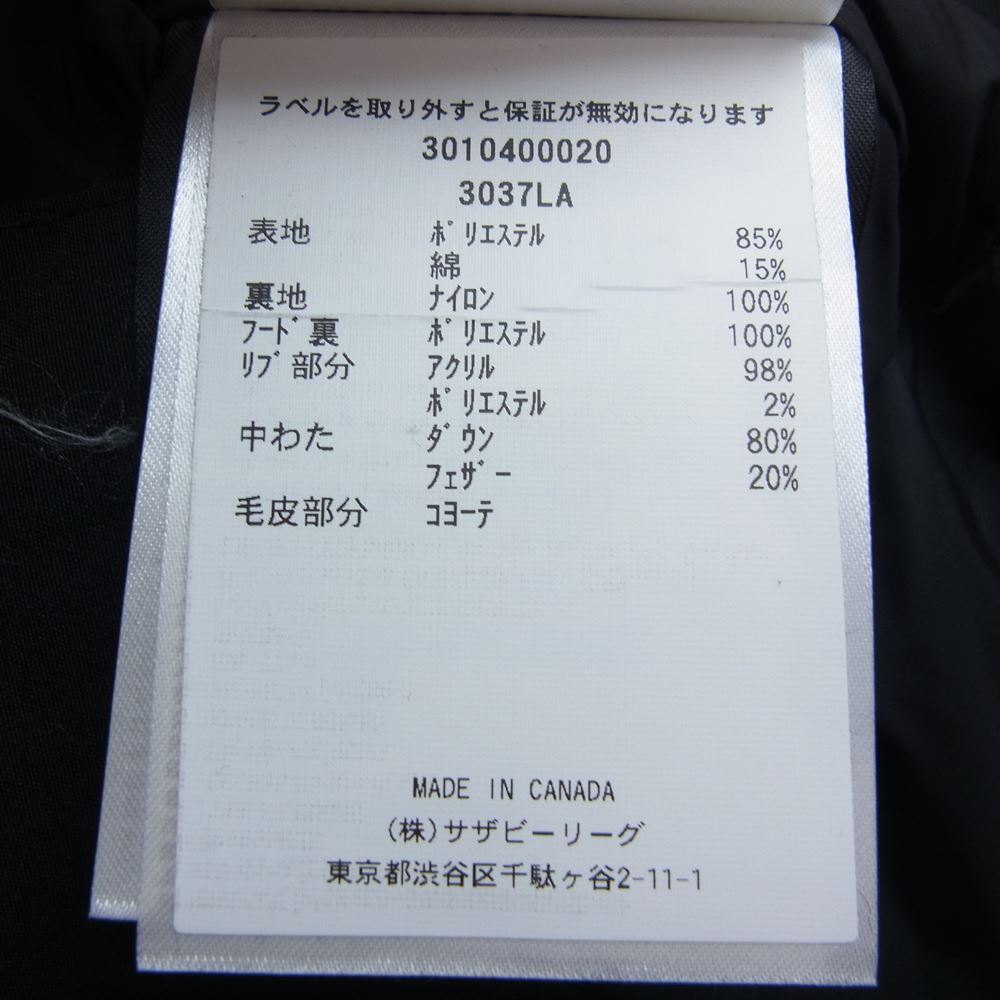 ラベルを取り外すと保証が無効になります
3010400020
3037LA
表地 ﾎﾟﾘｴｽﾃﾙ 85%
綿 15%
裏地 ﾅｲﾛﾝ 100%
ﾌｰﾄﾞ裏 ﾎﾟﾘｴｽﾃﾙ 100%
ﾘﾌﾞ部分 ｱｸﾘﾙ 98%
ﾎﾟﾘｴｽﾃﾙ 2%
中わた ﾀﾞｳﾝ 80%
ﾌｪｻﾞｰ 20%
毛皮部分 ｺﾖｰﾃ
MADE IN CANADA
(株)サザビーリーグ
東京都渋谷区千駄ヶ谷2-11-1